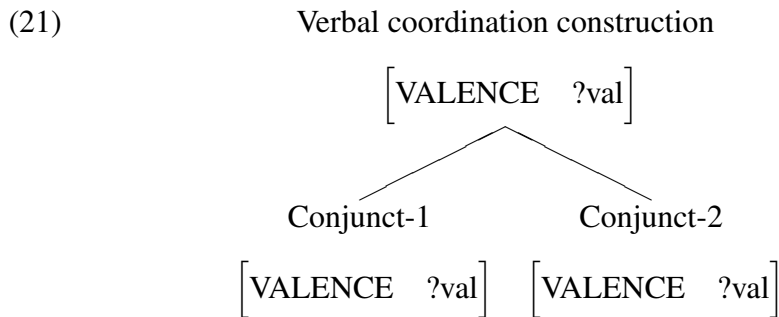 (21) Verbal coordination construction
[VALENCE ?val]
Conjunct-1 Conjunct-2
[VALENCE ?val] [VALENCE ?val]